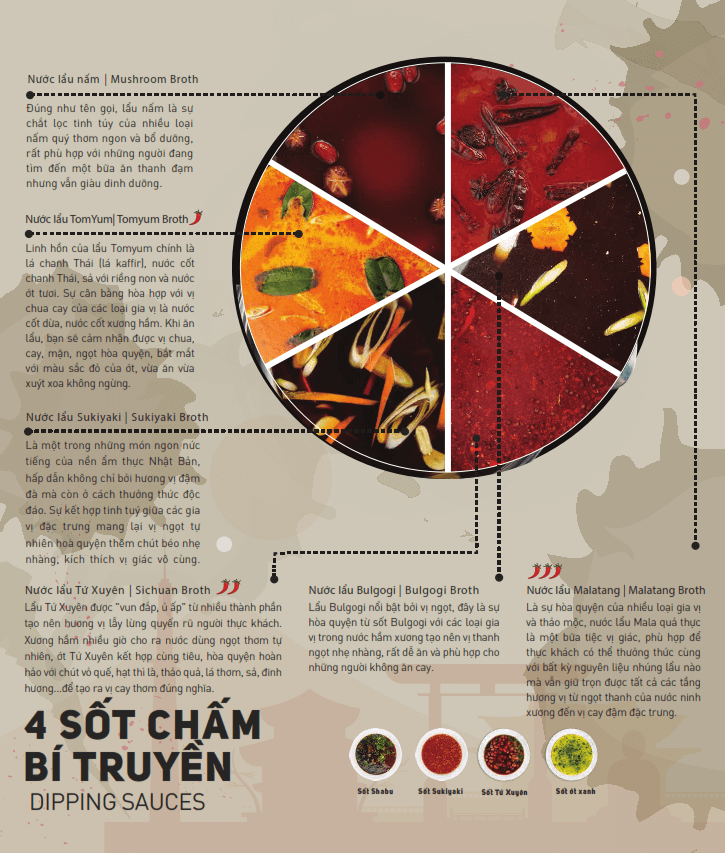 Nước lẩu nấm | Mushroom Broth
Đúng như tên gọi, lẩu nấm là sự
chắt lọc tinh túy của nhiều loại
nấm quý thơm ngon và bổ dưỡng,
rất phù hợp với những người đang
tìm đến một bữa ăn thanh đạm
nhưng vẫn giàu dinh dưỡng.
Nước lẩu TomYum| Tomyum Broth
Linh hồn của lẩu Tomyum chính là
lá chanh Thái (lá kaffir), nước cốt
chanh Thái, sả với riềng non và nước
ớt tươi. Sự cân bằng hòa hợp với vị
chua cay của các loại gia vị là nước
cốt dừa, nước cốt xương hầm. Khi ăn
lẩu, bạn sẽ cảm nhận được vị chua,
cay, mặn, ngọt hòa quyện, bắt mắt
với màu sắc đỏ của ớt, vừa ăn vừa
xuýt xoa không ngừng.
Nước lẩu Sukiyaki | Sukiyaki Broth
Là một trong những món ngon nức
tiếng của nền ẩm thực Nhật Bản,
hấp dẫn không chỉ bởi hương vị đậm
đà mà còn ở cách thưởng thức độc
đáo. Sự kết hợp tinh tuý giữa các gia
vị đặc trưng mang lại vị ngọt tự
nhiên hoà quyện thêm chút béo nhẹ
nhàng, kích thích vị giác vô cùng.
Nước lẩu Tứ Xuyên | Sichuan Broth
Lẩu Tứ Xuyên được "vun đắp, ủ ấp" từ nhiều thành phần
tạo nên hương vị lẫy lừng quyến rũ người thực khách.
Xương hầm nhiều giờ cho ra nước dùng ngọt thơm tự
nhiên, ớt Tứ Xuyên kết hợp cùng tiêu, hòa quyện hoàn
hảo với chút vỏ quế, hạt thì là, thảo quả, lá thơm, sả, đinh
hương...để tạo ra vị cay thơm đúng nghĩa.
Nước lẩu Bulgogi | Bulgogi Broth
Lẩu Bulgogi nổi bật bởi vị ngọt, đây là sự
hòa quyện từ sốt Bulgogi với các loại gia
vị trong nước hầm xương tạo nên vị thanh
ngọt nhẹ nhàng, rất dễ ăn và phù hợp cho
những người không ăn cay.
Nước lẩu Malatang | Malatang Broth
Là sự hòa quyện của nhiều loại gia vị
và thảo mộc, nước lẩu Mala quả thực
là một bữa tiệc vị giác, phù hợp để
thực khách có thể thưởng thức cùng
với bất kỳ nguyên liệu nhúng lẩu nào
mà vẫn giữ trọn được tất cả các tầng
hương vị từ ngọt thanh của nước ninh
xương đến vị cay đậm đặc trưng.
4 SỐT CHẤM
BÍ TRUYỀN
DIPPING SAUCES
Sốt Shabu
Sốt Sukiyaki
Sốt Tứ Xuyên
Sốt ớt xanh